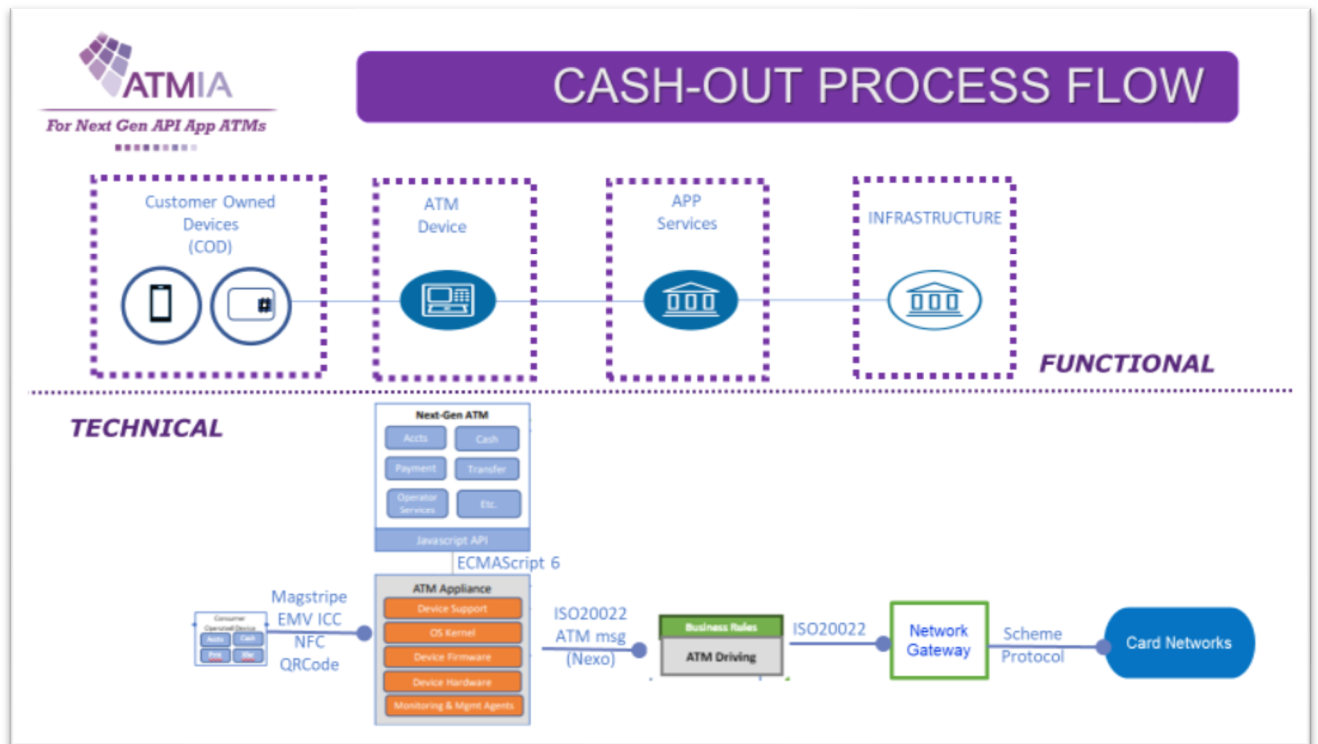 ATMIA
For Next Gen API App ATMs
CASH-OUT PROCESS FLOW
Customer Owned
Devices
(COD)
ATM
Device
APP
Services
INFRASTRUCTURE
FUNCTIONAL
TECHNICAL
Next-Gen ATM
Accts
Cash
Payment
Transfer
Operator
Services
Etc.
Javascript API
ECMAScript 6
Consumer
Operated Device
Accts
Cash
Magstripe
EMV ICC
NFC
QRCode
ATM Appliance
Device Support
OS Kernel
Device Firmware
Device Hardware
Monitoring & Mgmt Agents
ISO20022
ATM msg
(Nexo)
Business Rules
ATM Driving
ISO20022
Network
Gateway
Scheme
Protocol
Card Networks